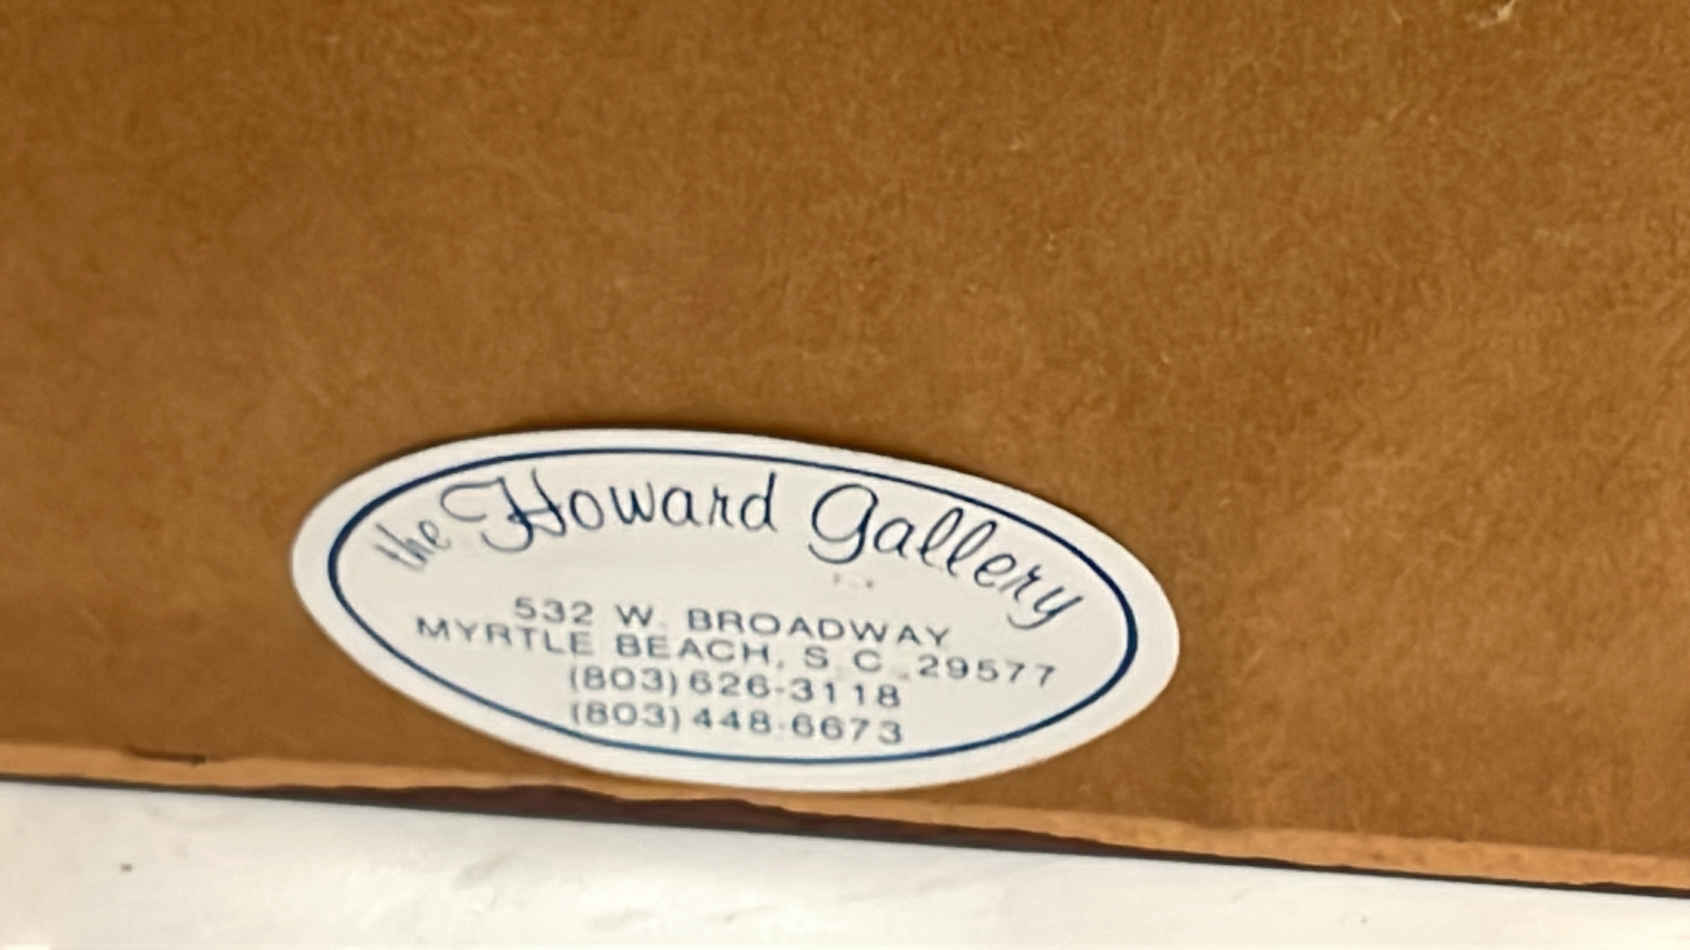 the Howard Gallery
532 W. BROADWAY
MYRTLE BEACH, S.C. 29577
(803) 626-3118
(803) 448-6673